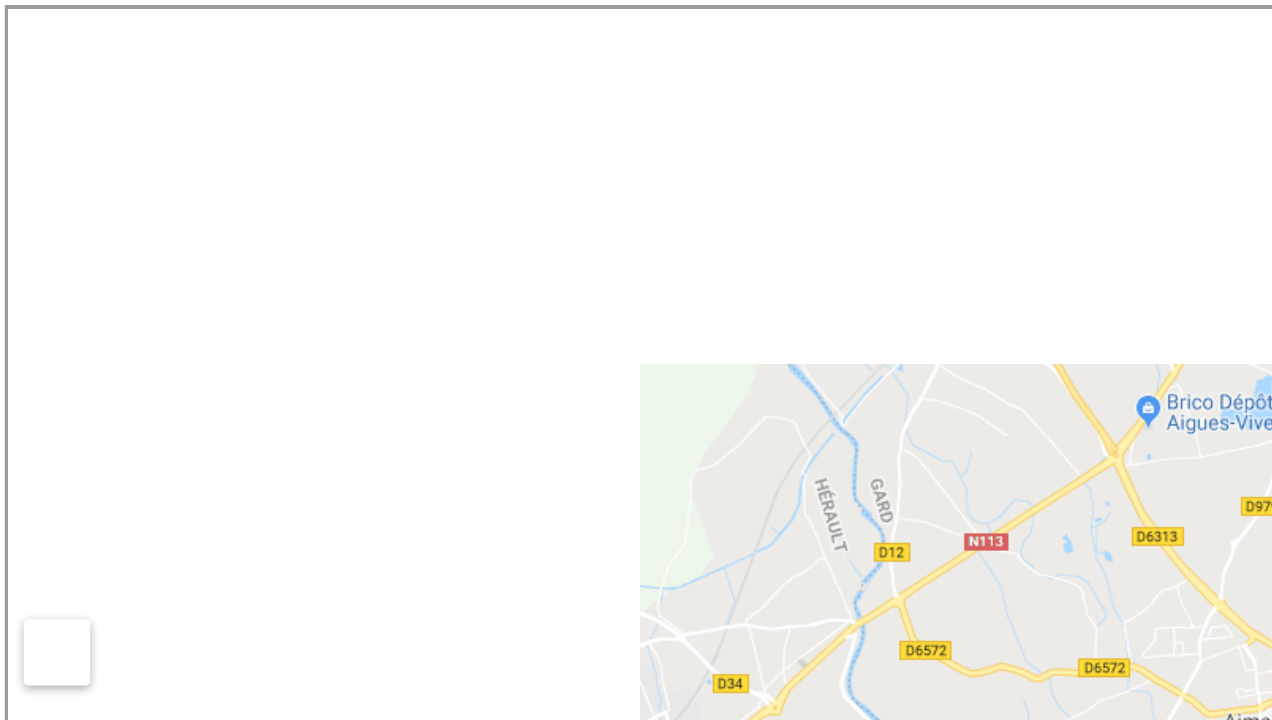 Brico Dépôt
Aigues-Vive
HÉRAULT
GARD
D97
N113
D6313
D12
D6572
D6572
D34